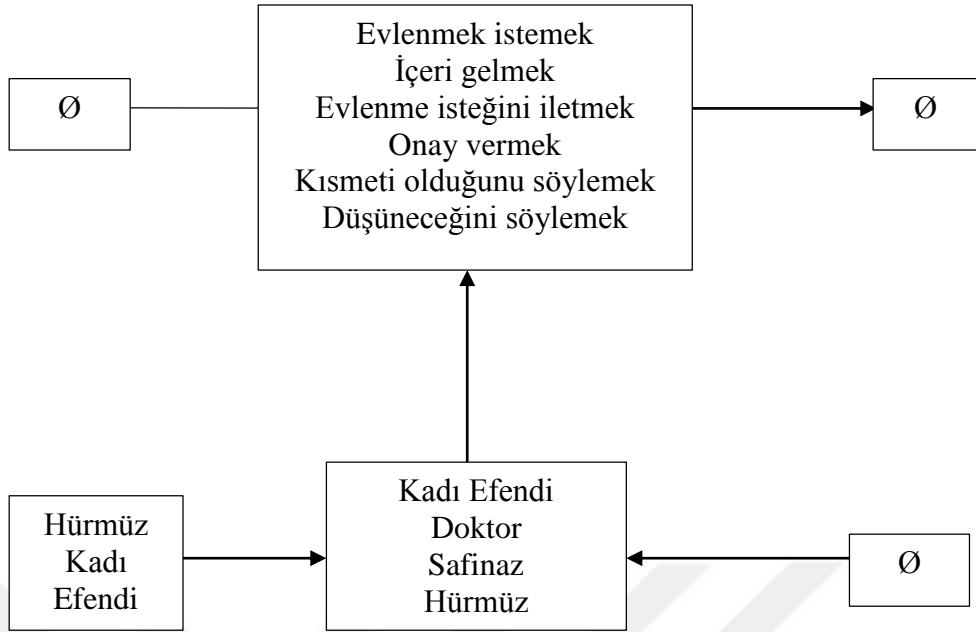 Evlenmek istemek
İçeri gelmek
Evlenme isteğini iletmek
Onay vermek
Kısmeti olduğunu söylemek
Düşüneceğini söylemek
Ø
Ø
Hürmüz
Kadı
Efendi
Kadı Efendi
Doktor
Safinaz
Hürmüz
Ø